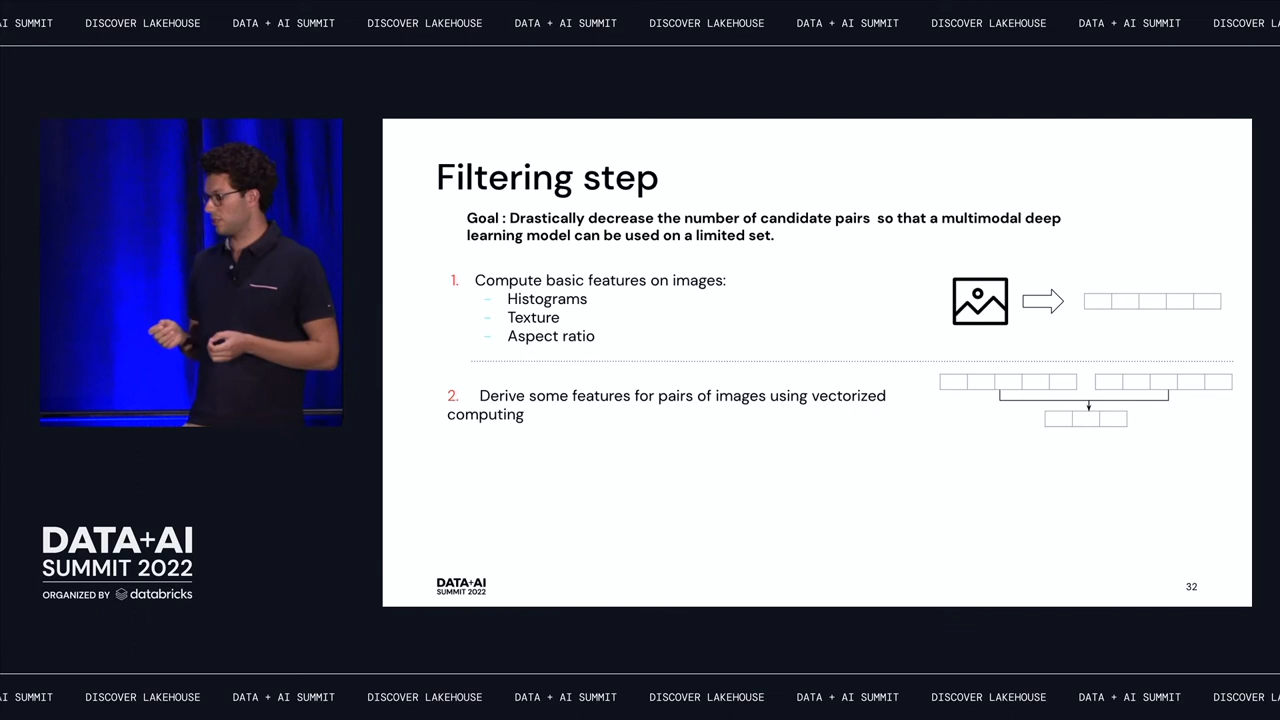 AI SUMMIT DISCOVER LAKEHOUSE DATA + AI SUMMIT DISCOVER LAKEHOUSE DATA + AI SUMMIT DISCOVER LAKEHOUSE DATA + AI SUMMIT DISCOVER LAKEHOUSE DATA + AI SUMMIT DISCOVER L
Filtering step
Goal : Drastically decrease the number of candidate pairs so that a multimodal deep
learning model can be used on a limited set.
1. Compute basic features on images:
- Histograms
- Texture
- Aspect ratio
2. Derive some features for pairs of images using vectorized
computing
DATA+AI
SUMMIT 2022
32
DATA+AI
SUMMIT 2022
ORGANIZED BY databricks
AI SUMMIT DISCOVER LAKEHOUSE DATA + AI SUMMIT DISCOVER LAKEHOUSE DATA + AI SUMMIT DISCOVER LAKEHOUSE DATA + AI SUMMIT DISCOVER LAKEHOUSE DATA + AI SUMMIT DISCOVER L